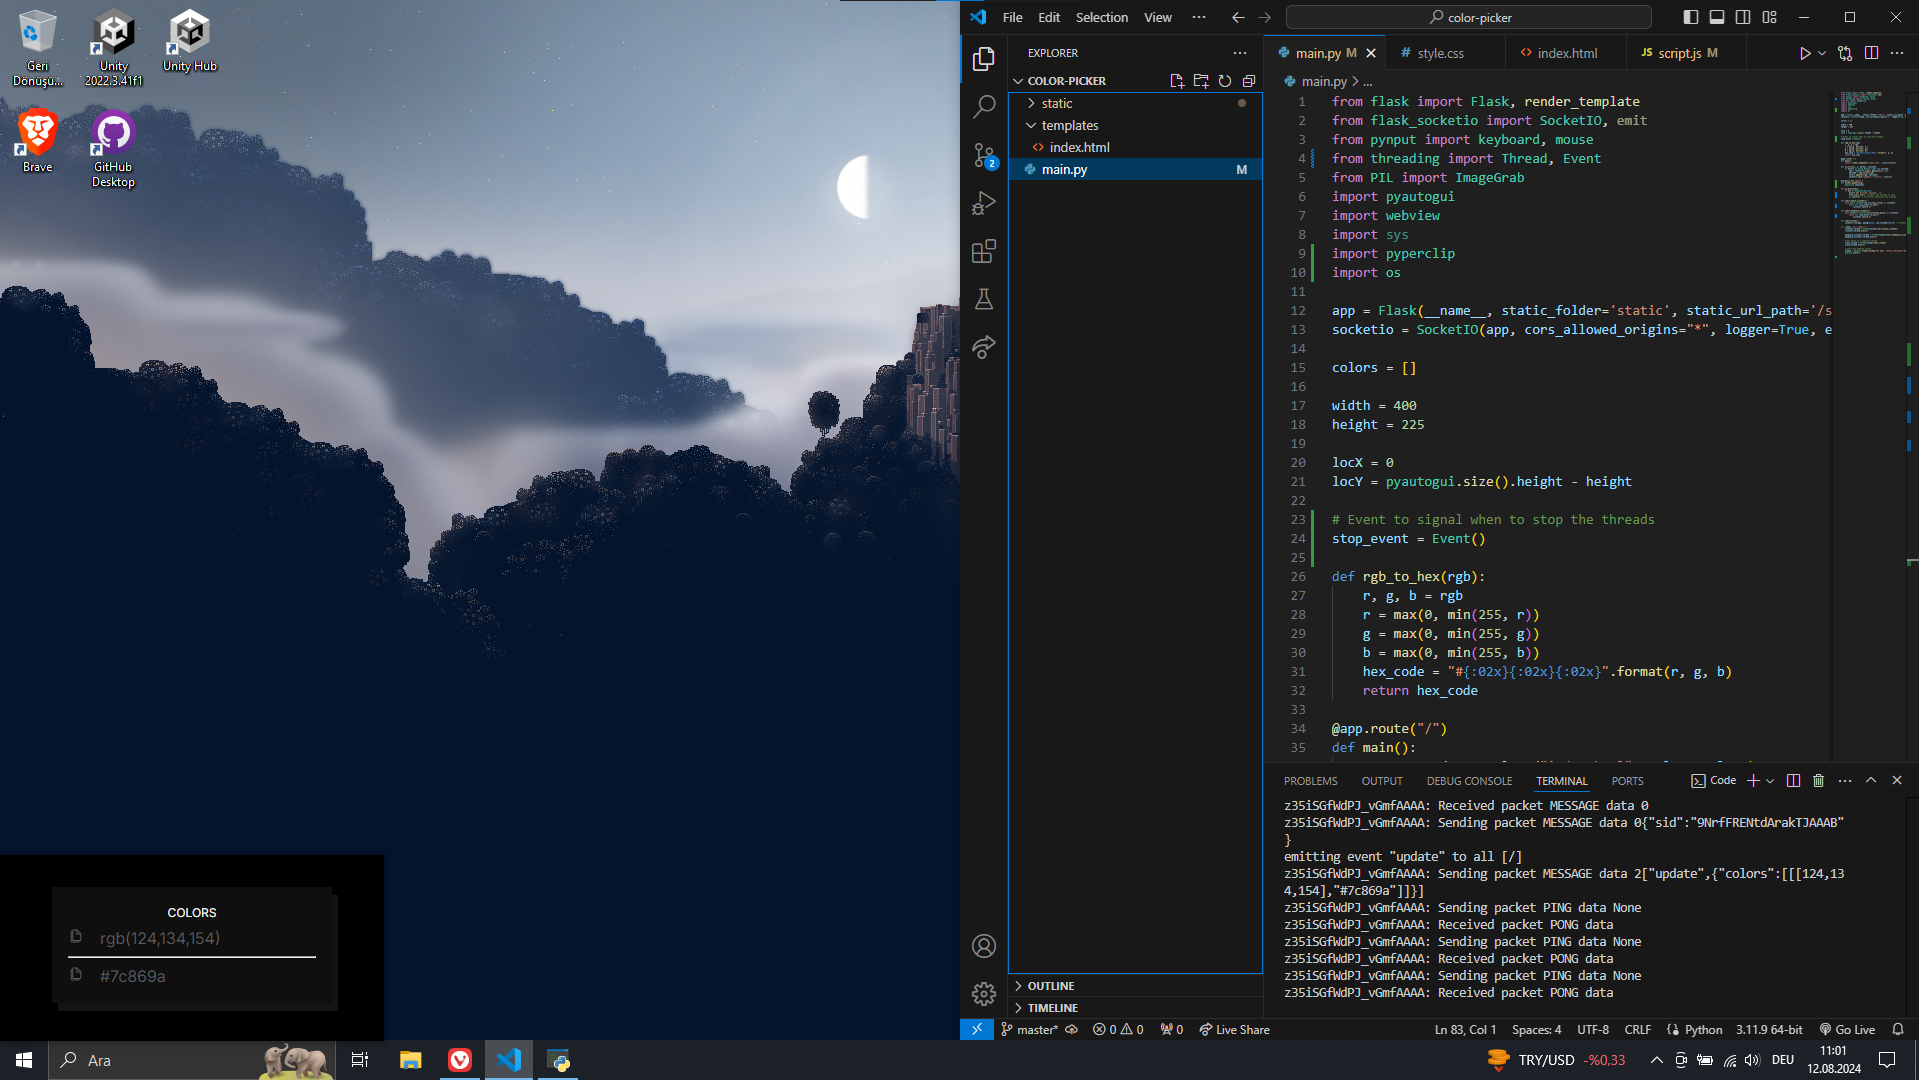 Geri
Dönüşü...
Unity
2022.3.41f1
Unity Hub
Brave
GitHub
Desktop
COLORS
rgb(124,134,154)
#7c869a
File Edit Selection View ···
color-picker
EXPLORER
COLOR-PICKER
static
templates
index.html
main.py M
2
OUTLINE
TIMELINE
main.py M
style.css
index.html
script.js M
main.py > ...
1 from flask import Flask, render_template
2 from flask_socketio import SocketIO, emit
3 from pynput import keyboard, mouse
4 from threading import Thread, Event
5 from PIL import ImageGrab
6 import pyautogui
7 import webview
8 import sys
9 import pyperclip
10 import os
11
12 app = Flask(__name__, static_folder='static', static_url_path='/s
13 socketio = SocketIO(app, cors_allowed_origins="*", logger=True, e
14
15 colors = []
16
17 width = 400
18 height = 225
19
20 locX = 0
21 locY = pyautogui.size().height - height
22
23 # Event to signal when to stop the threads
24 stop_event = Event()
25
26 def rgb_to_hex(rgb):
27 r, g, b = rgb
28 r = max(0, min(255, r))
29 g = max(0, min(255, g))
30 b = max(0, min(255, b))
31 hex_code = "#{:02x}{:02x}{:02x}".format(r, g, b)
32 return hex_code
33
34 @app.route("/")
35 def main():
PROBLEMS OUTPUT DEBUG CONSOLE TERMINAL PORTS
Code
z35iSGfWdPJ_vGmfAAAA: Received packet MESSAGE data 0
z35iSGfWdPJ_vGmfAAAA: Sending packet MESSAGE data 0{"sid":"9NrfFRENtdArakTJAAAB"
}
emitting event "update" to all [/]
z35iSGfWdPJ_vGmfAAAA: Sending packet MESSAGE data 2["update",{"colors":[[[124,13
4,154],"#7c869a"]]}]
z35iSGfWdPJ_vGmfAAAA: Sending packet PING data None
z35iSGfWdPJ_vGmfAAAA: Received packet PONG data
z35iSGfWdPJ_vGmfAAAA: Sending packet PING data None
z35iSGfWdPJ_vGmfAAAA: Received packet PONG data
z35iSGfWdPJ_vGmfAAAA: Sending packet PING data None
z35iSGfWdPJ_vGmfAAAA: Received packet PONG data
master* 0 0 0 Live Share
Ln 83, Col 1 Spaces: 4 UTF-8 CRLF Python 3.11.9 64-bit Go Live
Ara
TRY/USD -%0,33
DEU
11:01
12.08.2024